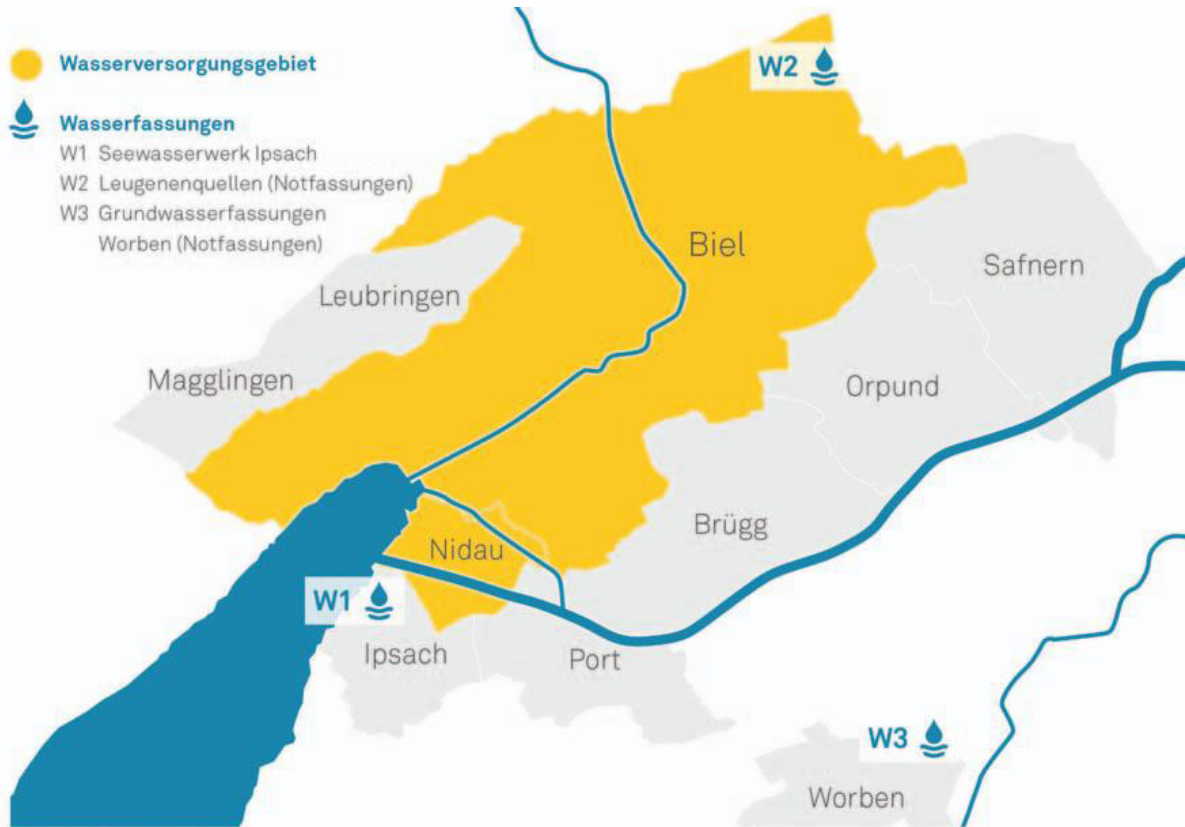 Wasserversorgungsgebiet
Wasserfassungen
W1 Seewasserwerk Ipsach
W2 Leugenenquellen (Notfassungen)
W3 Grundwasserfassungen
Worben (Notfassungen)
W2
Biel
Safnern
Leubringen
Magglingen
Orpund
Brügg
Nidau
W1
Ipsach
Port
W3
Worben